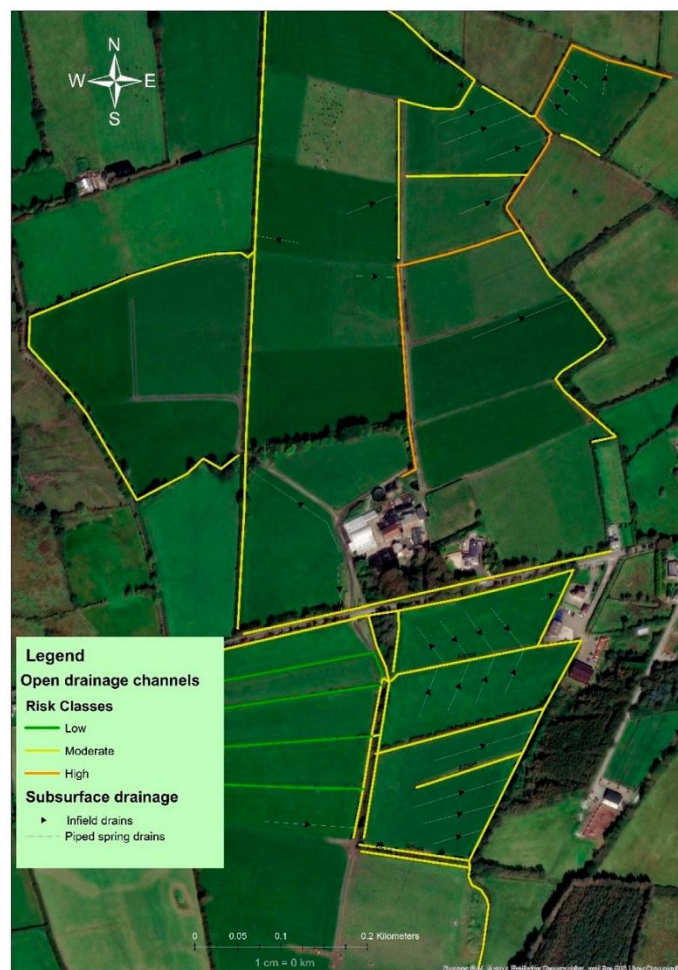 N
W E
S
Legend
Open drainage channels
Risk Classes
Low
Moderate
High
Subsurface drainage
Infield drains
Piped spring drains
0 0.05 0.1 0.2 Kilometers
1 cm = 0 km